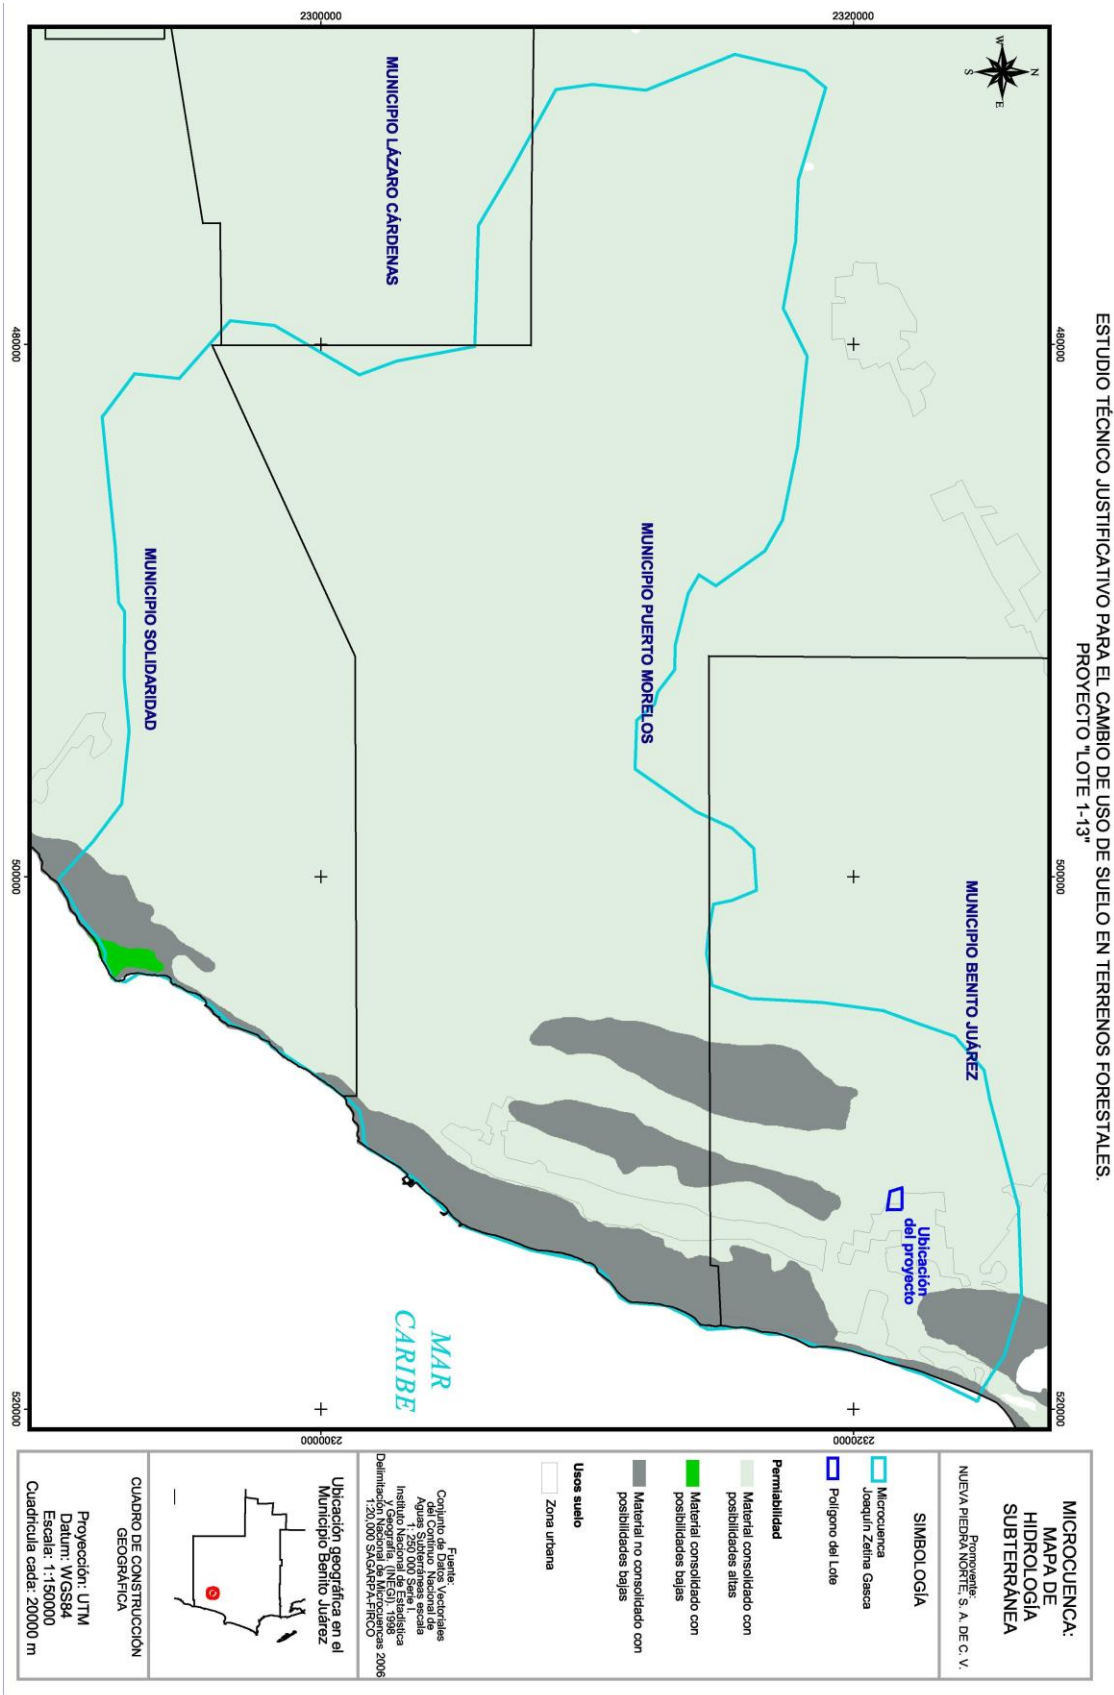 ESTUDIO TÉCNICO JUSTIFICATIVO PARA EL CAMBIO DE USO DE SUELO EN TERRENOS FORESTALES.
PROYECTO "LOTE 1-13"
480000
500000
520000
2320000
2300000
N
W
E
S
MUNICIPIO LÁZARO CÁRDENAS
MUNICIPIO PUERTO MORELOS
MUNICIPIO BENITO JUÁREZ
MUNICIPIO SOLIDARIDAD
Ubicación
del proyecto
MAR
CARIBE
2320000
2300000
480000
500000
520000
MICROCUENCA:
MAPA DE
HIDROLOGÍA
SUBTERRÁNEA
Promovente:
NUEVA PIEDRA NORTE, S. A. DE C. V.
SIMBOLOGÍA
Microcuenca
Joaquín Zetina Gasca
Polígono del Lote
Permiabilidad
Material consolidado con
posibilidades altas
Material consolidado con
posibilidades bajas
Material no consolidado con
posibilidades bajas
Usos suelo
Zona urbana
Fuente:
Conjunto de Datos Vectoriales
del Continuo Nacional de
Aguas Subterráneas escala
1: 250 000 Serie I.
Instituto Nacional de Estadística
y Geografía. (INEGI). 1998
Delimitación Nacional de Microcuencas 2006
1:20,000 SAGARPA-FIRCO
Ubicación geográfica en el
Municipio Benito Juárez
CUADRO DE CONSTRUCCIÓN
GEOGRÁFICA
Proyección: UTM
Datum: WGS84
Escala: 1:150000
Cuadrícula cada: 20000 m